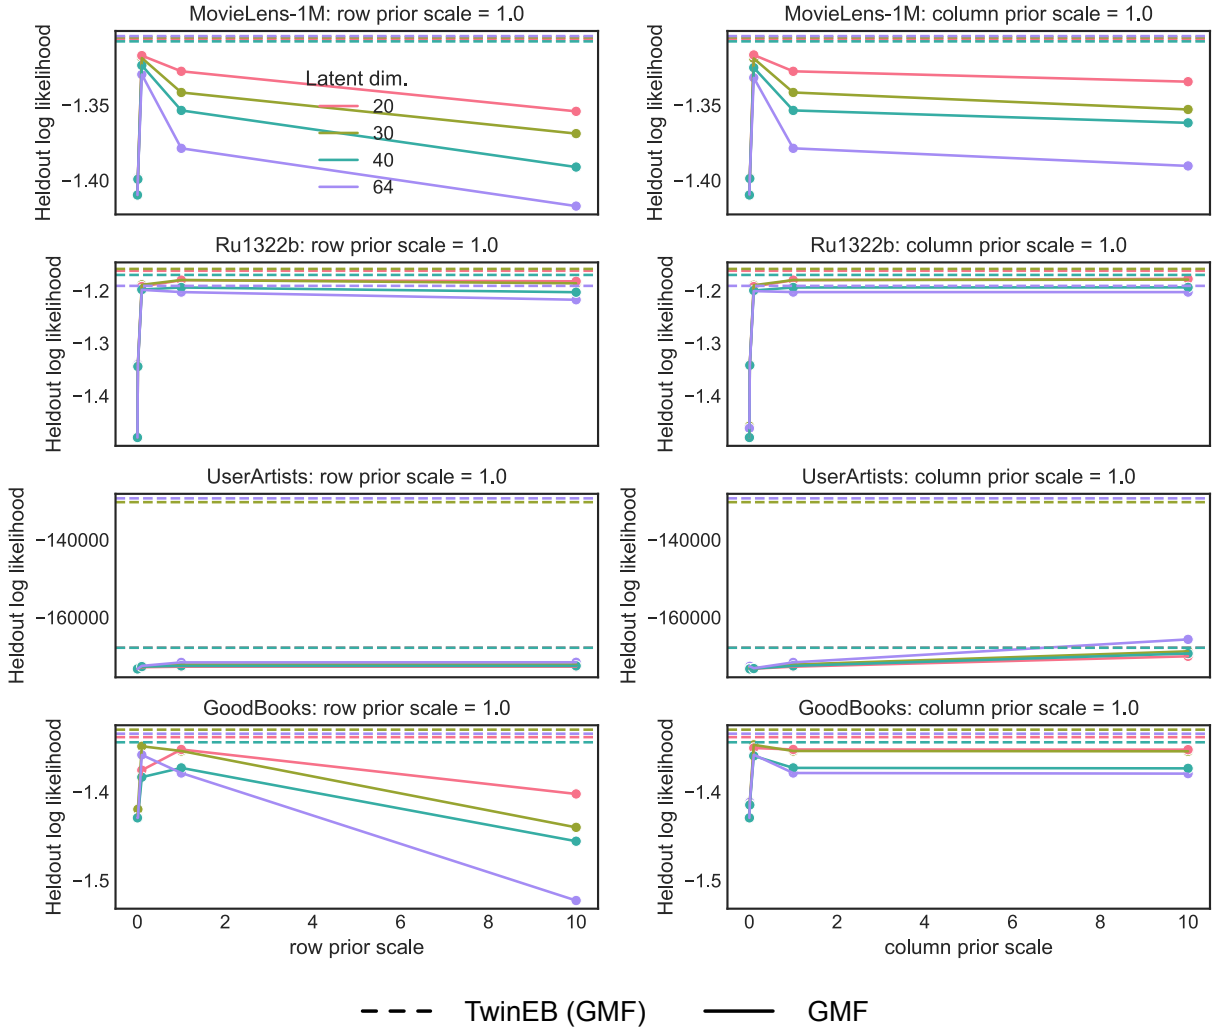 MovieLens-1M: row prior scale = 1.0
Heldout log likelihood
−1.35
−1.40
Latent dim.
20
30
40
64
MovieLens-1M: column prior scale = 1.0
Heldout log likelihood
−1.35
−1.40
Ru1322b: row prior scale = 1.0
Heldout log likelihood
−1.2
−1.3
−1.4
Ru1322b: column prior scale = 1.0
Heldout log likelihood
−1.2
−1.3
−1.4
UserArtists: row prior scale = 1.0
Heldout log likelihood
−140000
−160000
UserArtists: column prior scale = 1.0
Heldout log likelihood
−140000
−160000
GoodBooks: row prior scale = 1.0
Heldout log likelihood
−1.4
−1.5
0 2 4 6 8 10
row prior scale
GoodBooks: column prior scale = 1.0
Heldout log likelihood
−1.4
−1.5
0 2 4 6 8 10
column prior scale
TwinEB (GMF) GMF